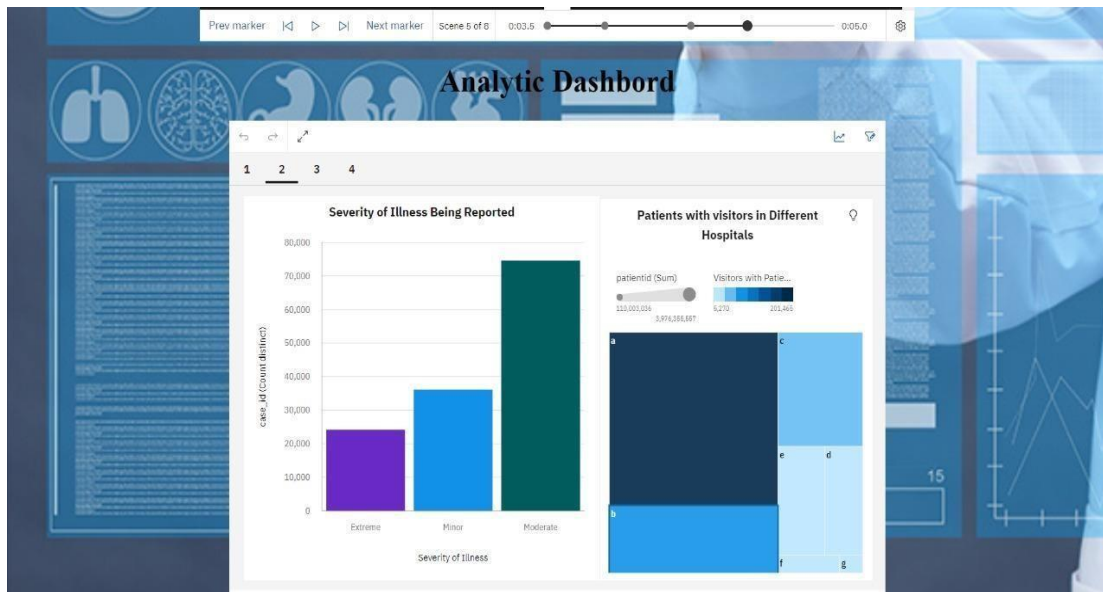 Prev marker Next marker Scene 5 of 8 0:03.5 0:05.0
Analytic Dashbord
1 2 3 4
Severity of Illness Being Reported
80,000
70,000
60,000
50,000
40,000
30,000
20,000
10,000
0
case_id (Count distinct)
Extreme Minor Moderate
Severity of Illness
Patients with visitors in Different
Hospitals
patientid (Sum) Visitors with Patie...
5,270 201,465
a
c
e d
b
f g
15